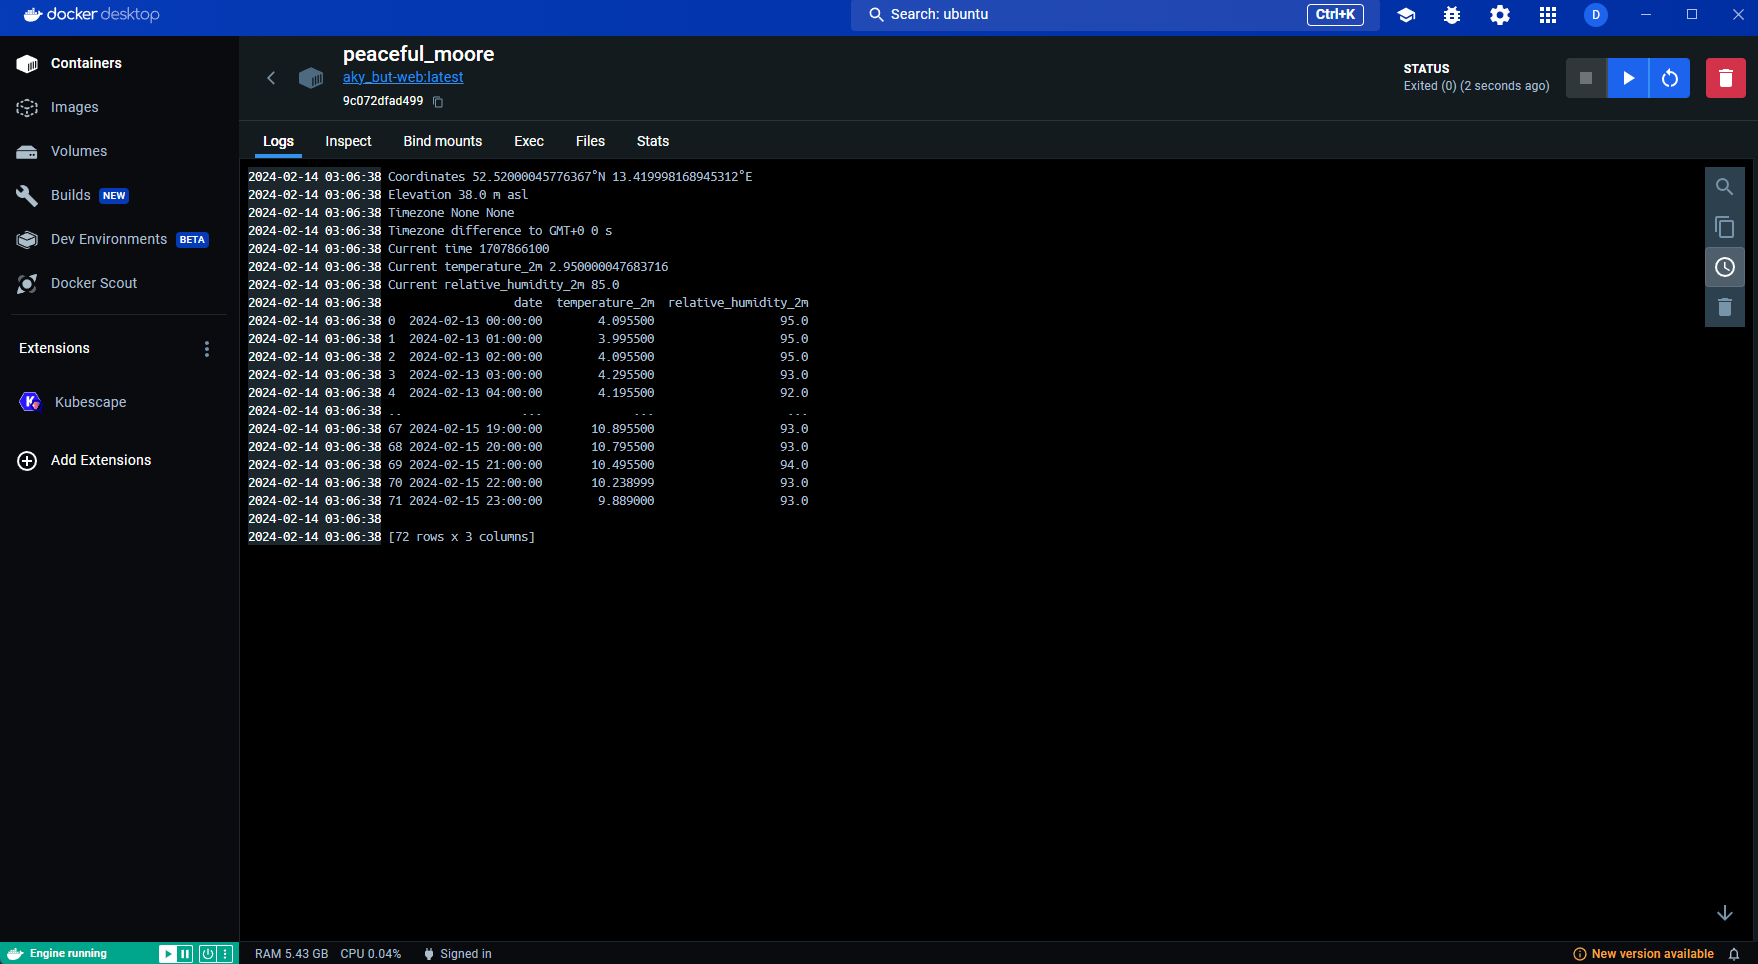 docker desktop
Search: ubuntu
Ctrl+K
D
Containers
Images
Volumes
Builds NEW
Dev Environments BETA
Docker Scout
Extensions
Kubescape
Add Extensions
peaceful_moore
aky_but-web:latest
9c072dfad499
STATUS
Exited (0) (2 seconds ago)
Logs Inspect Bind mounts Exec Files Stats
2024-02-14 03:06:38 Coordinates 52.52000045776367°N 13.419998168945312°E
2024-02-14 03:06:38 Elevation 38.0 m asl
2024-02-14 03:06:38 Timezone None None
2024-02-14 03:06:38 Timezone difference to GMT+0 0 s
2024-02-14 03:06:38 Current time 1707866100
2024-02-14 03:06:38 Current temperature_2m 2.950000047683716
2024-02-14 03:06:38 Current relative_humidity_2m 85.0
2024-02-14 03:06:38 date temperature_2m relative_humidity_2m
2024-02-14 03:06:38 0 2024-02-13 00:00:00 4.095500 95.0
2024-02-14 03:06:38 1 2024-02-13 01:00:00 3.995500 95.0
2024-02-14 03:06:38 2 2024-02-13 02:00:00 4.095500 95.0
2024-02-14 03:06:38 3 2024-02-13 03:00:00 4.295500 93.0
2024-02-14 03:06:38 4 2024-02-13 04:00:00 4.195500 92.0
2024-02-14 03:06:38 .. ... ... ...
2024-02-14 03:06:38 67 2024-02-15 19:00:00 10.895500 93.0
2024-02-14 03:06:38 68 2024-02-15 20:00:00 10.795500 93.0
2024-02-14 03:06:38 69 2024-02-15 21:00:00 10.495500 94.0
2024-02-14 03:06:38 70 2024-02-15 22:00:00 10.238999 93.0
2024-02-14 03:06:38 71 2024-02-15 23:00:00 9.889000 93.0
2024-02-14 03:06:38
2024-02-14 03:06:38 [72 rows x 3 columns]
Engine running
RAM 5.43 GB CPU 0.04% Signed in
New version available